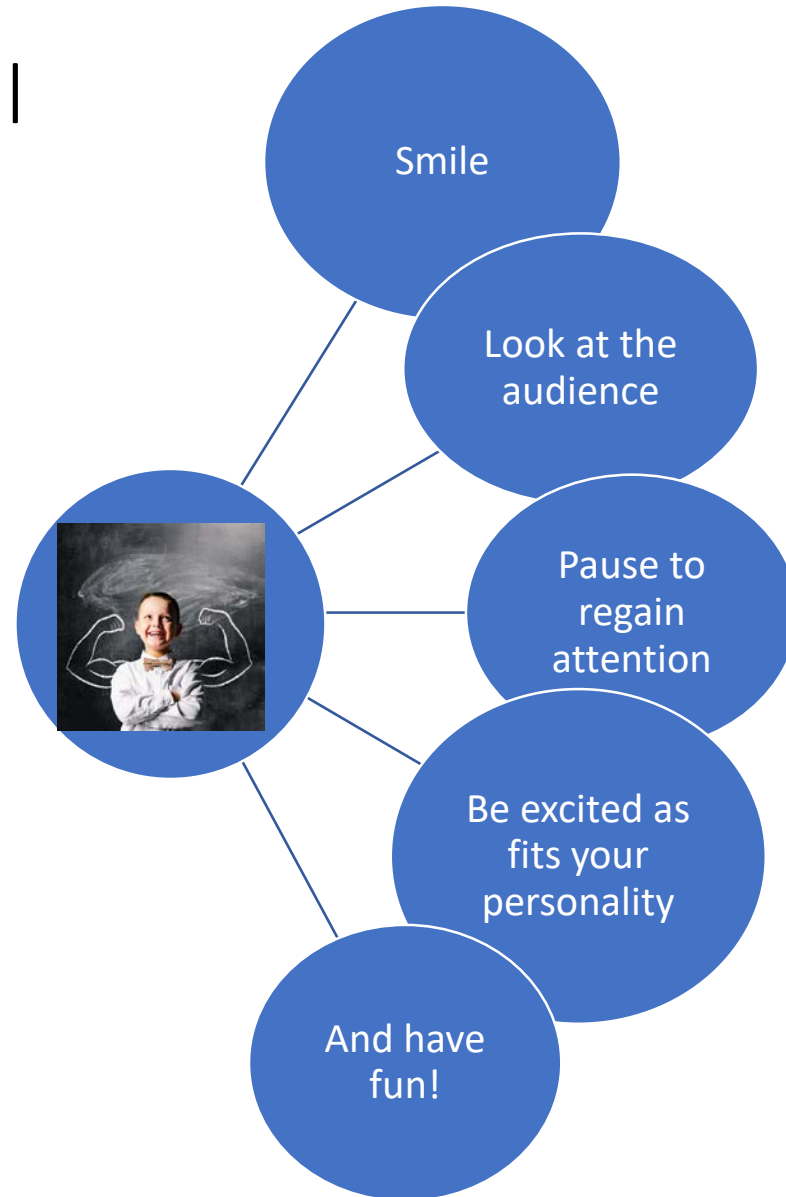 Smile
Look at the
audience
Pause to
regain
attention
Be excited as
fits your
personality
And have
fun!